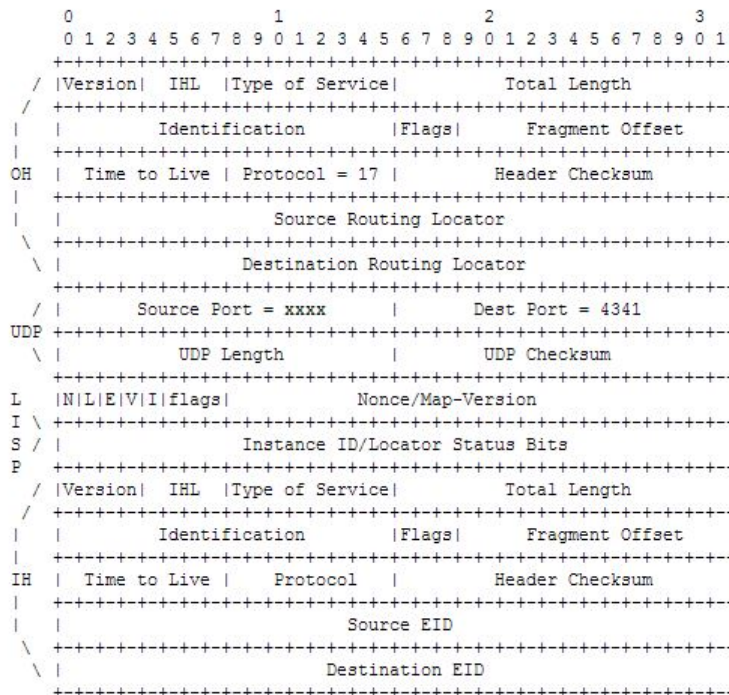 0                   1                   2                   3
0 1 2 3 4 5 6 7 8 9 0 1 2 3 4 5 6 7 8 9 0 1 2 3 4 5 6 7 8 9 0 1
+-+-+-+-+-+-+-+-+-+-+-+-+-+-+-+-+-+-+-+-+-+-+-+-+-+-+-+-+-+-+-+-
/ |Version|  IHL  |Type of Service|          Total Length
/ +-+-+-+-+-+-+-+-+-+-+-+-+-+-+-+-+-+-+-+-+-+-+-+-+-+-+-+-+-+-+-+-
| |         Identification        |Flags|      Fragment Offset
| +-+-+-+-+-+-+-+-+-+-+-+-+-+-+-+-+-+-+-+-+-+-+-+-+-+-+-+-+-+-+-+-
OH | Time to Live | Protocol = 17 |         Header Checksum
| +-+-+-+-+-+-+-+-+-+-+-+-+-+-+-+-+-+-+-+-+-+-+-+-+-+-+-+-+-+-+-+-
| |                    Source Routing Locator
\ +-+-+-+-+-+-+-+-+-+-+-+-+-+-+-+-+-+-+-+-+-+-+-+-+-+-+-+-+-+-+-+-
\ |                 Destination Routing Locator
+-+-+-+-+-+-+-+-+-+-+-+-+-+-+-+-+-+-+-+-+-+-+-+-+-+-+-+-+-+-+-+-
/ |       Source Port = xxxx      |       Dest Port = 4341
UDP +-+-+-+-+-+-+-+-+-+-+-+-+-+-+-+-+-+-+-+-+-+-+-+-+-+-+-+-+-+-+-+-
\ |           UDP Length          |        UDP Checksum
+-+-+-+-+-+-+-+-+-+-+-+-+-+-+-+-+-+-+-+-+-+-+-+-+-+-+-+-+-+-+-+-
L |N|L|E|V|I|flags|            Nonce/Map-Version
I \ +-+-+-+-+-+-+-+-+-+-+-+-+-+-+-+-+-+-+-+-+-+-+-+-+-+-+-+-+-+-+-+-
S / |                 Instance ID/Locator Status Bits
P +-+-+-+-+-+-+-+-+-+-+-+-+-+-+-+-+-+-+-+-+-+-+-+-+-+-+-+-+-+-+-+-
/ |Version|  IHL  |Type of Service|          Total Length
/ +-+-+-+-+-+-+-+-+-+-+-+-+-+-+-+-+-+-+-+-+-+-+-+-+-+-+-+-+-+-+-+-
| |         Identification        |Flags|      Fragment Offset
| +-+-+-+-+-+-+-+-+-+-+-+-+-+-+-+-+-+-+-+-+-+-+-+-+-+-+-+-+-+-+-+-
IH | Time to Live |    Protocol   |         Header Checksum
| +-+-+-+-+-+-+-+-+-+-+-+-+-+-+-+-+-+-+-+-+-+-+-+-+-+-+-+-+-+-+-+-
| |                           Source EID
\ +-+-+-+-+-+-+-+-+-+-+-+-+-+-+-+-+-+-+-+-+-+-+-+-+-+-+-+-+-+-+-+-
\ |                         Destination EID
+-+-+-+-+-+-+-+-+-+-+-+-+-+-+-+-+-+-+-+-+-+-+-+-+-+-+-+-+-+-+-+-